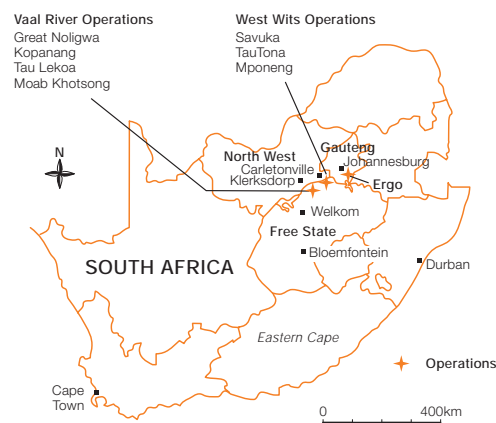 Vaal River Operations
Great Noligwa
Kopanang
Tau Lekoa
Moab Khotsong
West Wits Operations
Savuka
TauTona
Mponeng
N
Gauteng
North West
Johannesburg
Carletonville
Klerksdorp
Ergo
Welkom
Free State
Bloemfontein
Durban
SOUTH AFRICA
Eastern Cape
Operations
Cape
Town
0
400km